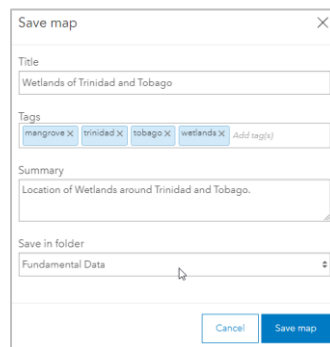 Save map
Title
Wetlands of Trinidad and Tobago
Tags
mangrove × trinidad × tobago × wetlands × Add tag(s)
Summary
Location of Wetlands around Trinidad and Tobago.
Save in folder
Fundamental Data
Cancel Save map